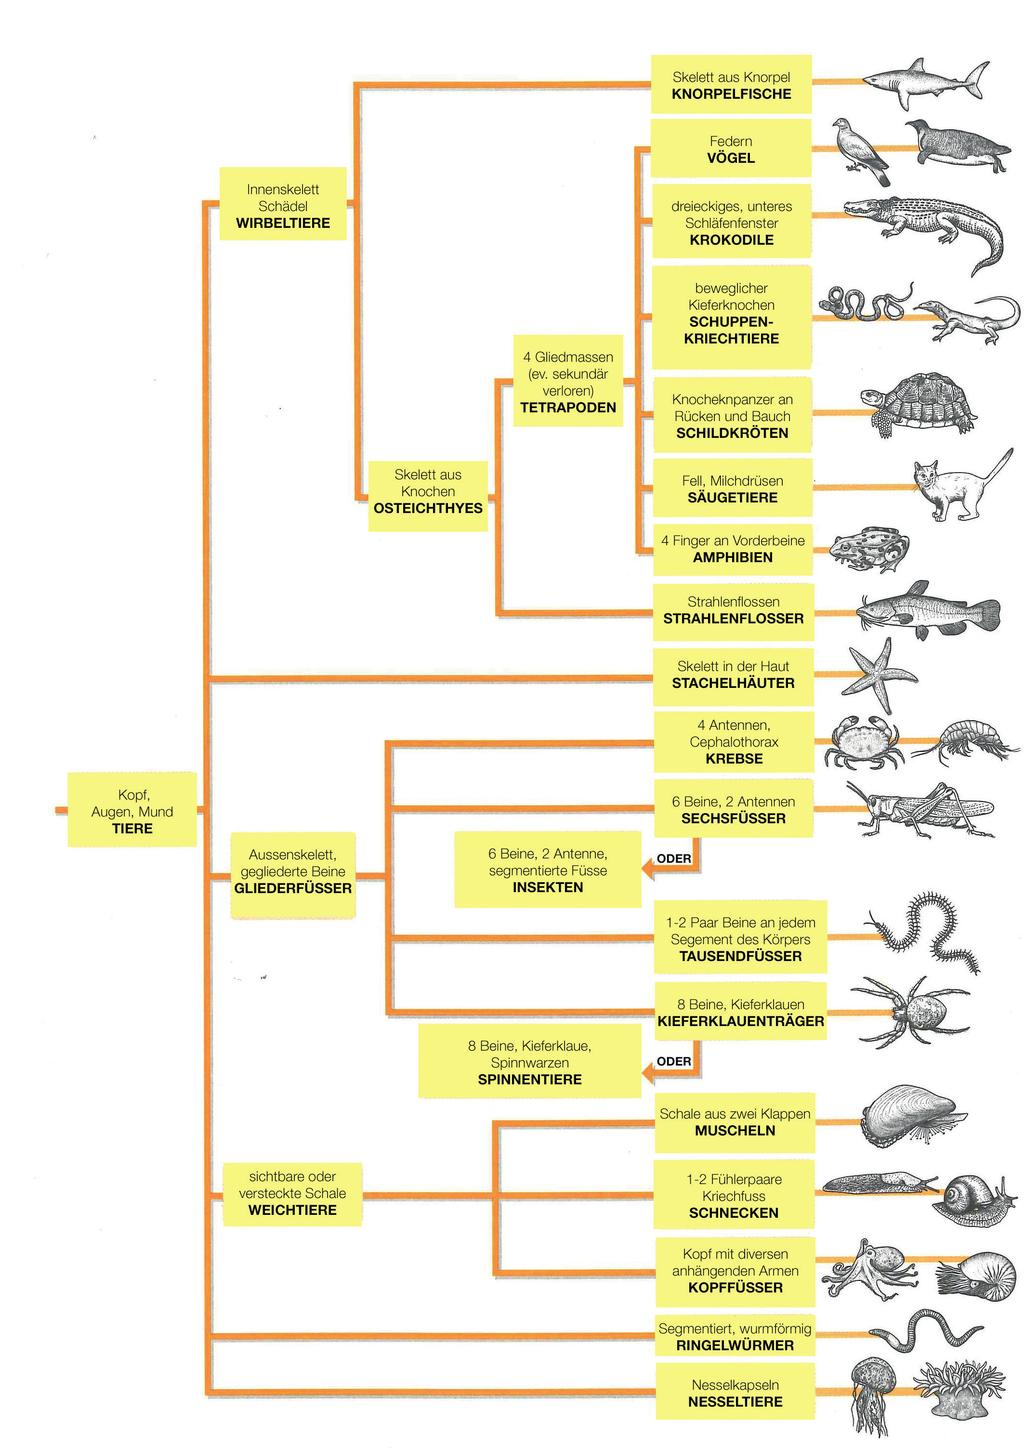 Skelett aus Knorpel
KNORPELFISCHE
Federn
VÖGEL
Innenskelett
Schädel
WIRBELTIERE
dreieckiges, unteres
Schläfenfenster
KROKODILE
beweglicher
Kieferknochen
SCHUPPEN-
KRIECHTIERE
4 Gliedmassen
(ev. sekundär
verloren)
TETRAPODEN
Knocheknpanzer an
Rücken und Bauch
SCHILDKRÖTEN
Skelett aus
Knochen
OSTEICHTHYES
Fell, Milchdrüsen
SÄUGETIERE
4 Finger an Vorderbeine
AMPHIBIEN
Strahlenflossen
STRAHLENFLOSSER
Skelett in der Haut
STACHELHÄUTER
4 Antennen,
Cephalothorax
KREBSE
Kopf,
Augen, Mund
TIERE
6 Beine, 2 Antennen
SECHSFÜSSER
Aussenskelett,
gegliederte Beine
GLIEDERFÜSSER
6 Beine, 2 Antenne,
segmentierte Füsse
INSEKTEN
ODER
1-2 Paar Beine an jedem
Segement des Körpers
TAUSENDFÜSSER
8 Beine, Kieferklauen
KIEFERKLAUENTRÄGER
8 Beine, Kieferklaue,
Spinnwarzen
SPINNENTIERE
ODER
Schale aus zwei Klappen
MUSCHELN
sichtbare oder
versteckte Schale
WEICHTIERE
1-2 Fühlerpaare
Kriechfuss
SCHNECKEN
Kopf mit diversen
anhängenden Armen
KOPFFÜSSER
Segmentiert, wurmförmig
RINGELWÜRMER
Nesselkapseln
NESSELTIERE